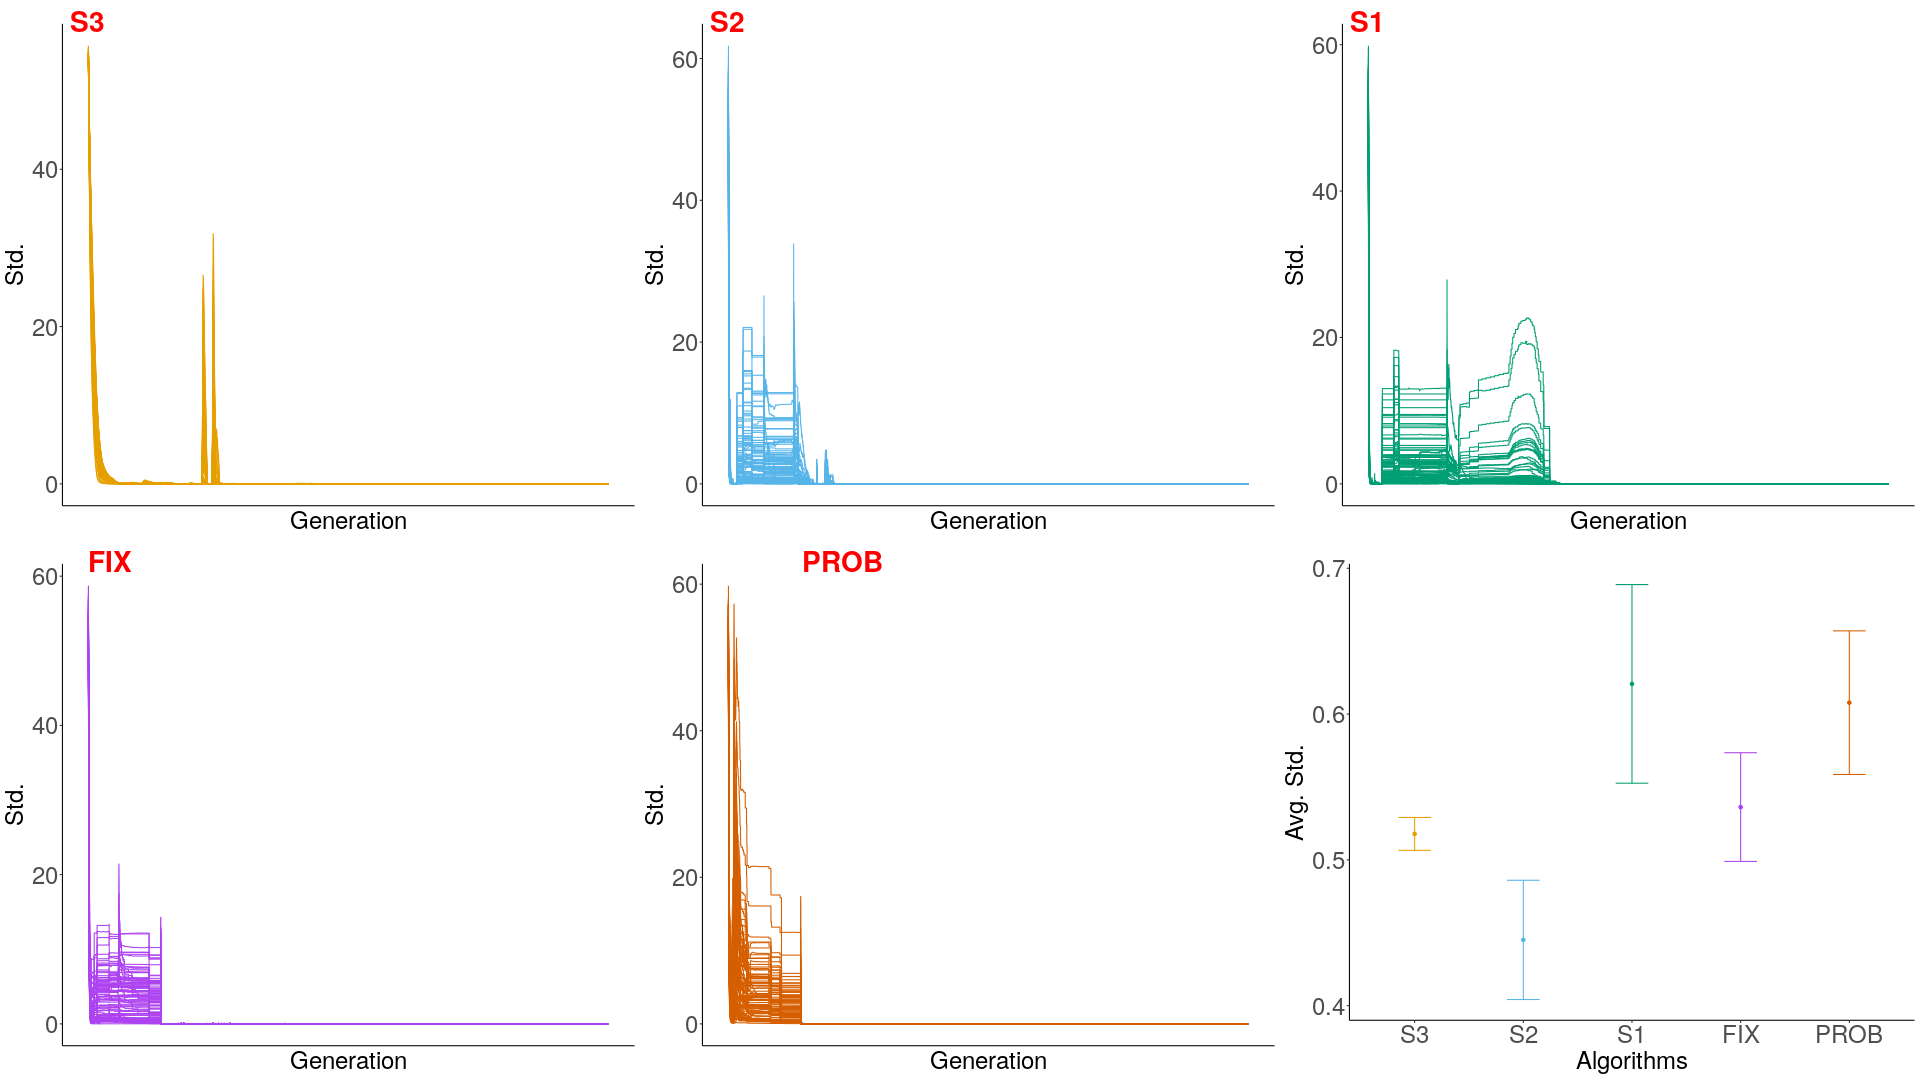 S3
Std.
40
20
0
Generation
S2
Std.
60
40
20
0
Generation
S1
Std.
60
40
20
0
Generation
FIX
Std.
60
40
20
0
Generation
PROB
Std.
60
40
20
0
Generation
Avg. Std.
0.7
0.6
0.5
0.4
S3 S2 S1 FIX PROB
Algorithms